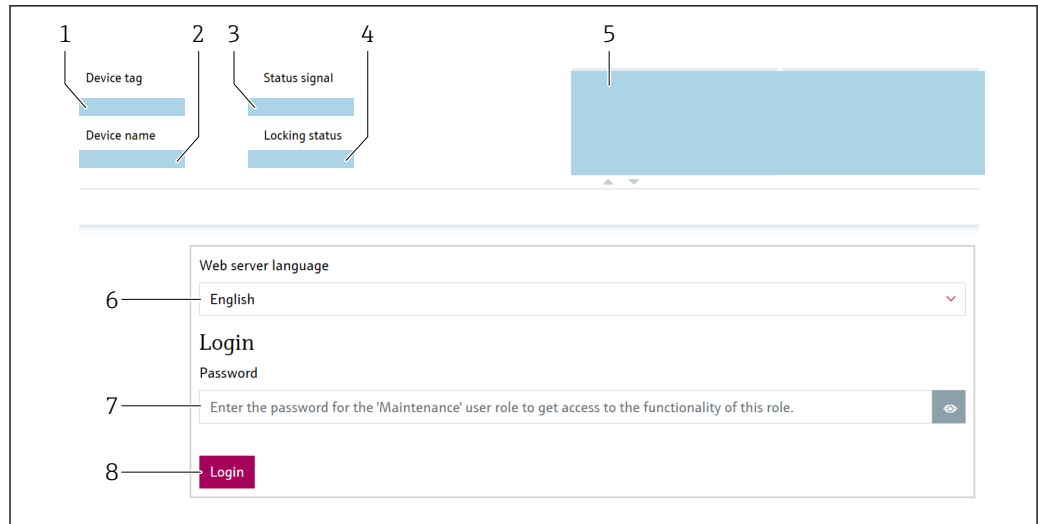 1 2 3 4 5
Device tag Status signal
Device name Locking status
Web server language
6 English
Login
Password
7 Enter the password for the 'Maintenance' user role to get access to the functionality of this role.
8 Login